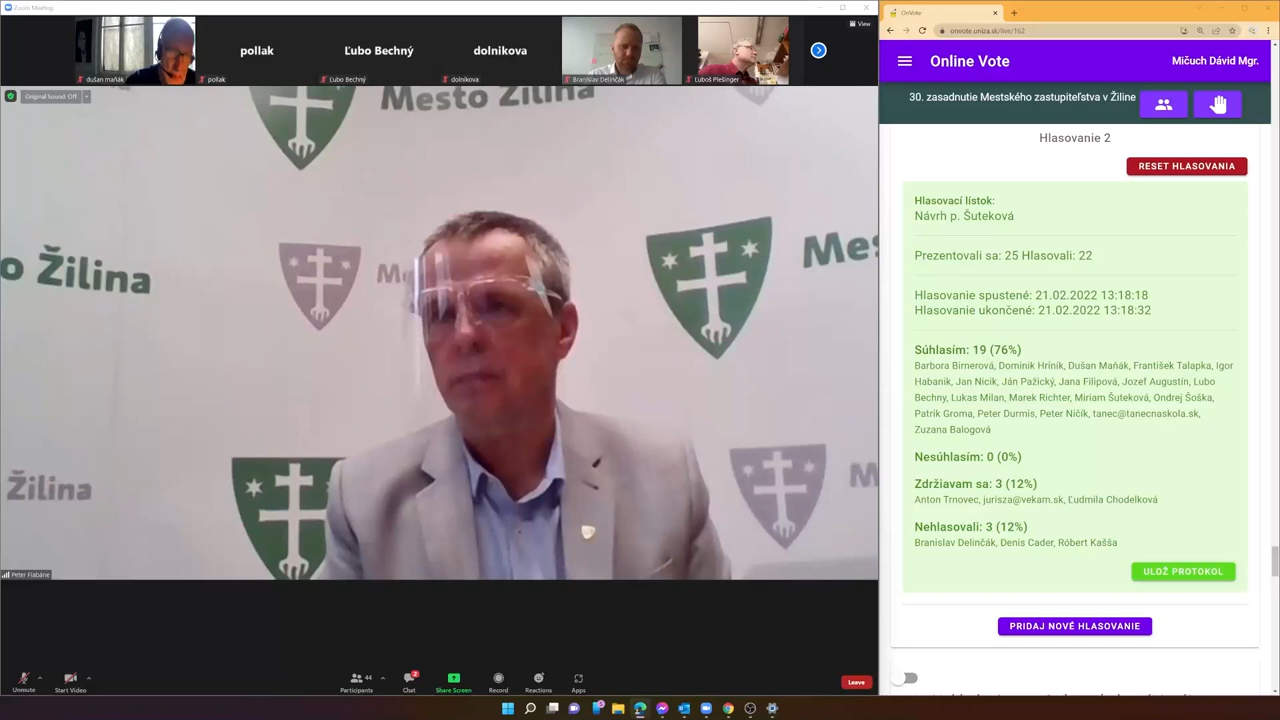 Zoom Meeting
View
dušan maňák
pollak
pollak
Ľubo Bechný
Ľubo Bechný
dolnikova
dolnikova
Branislav Delinčák
Ľuboš Plešinger
Original Sound: Off
Mesto Žilina
o Žilina
Mes
Žilina
M
Peter Fiabáne
Unmute
Start Video
44
Participants
2
Chat
Share Screen
Record
Reactions
Apps
Leave
OnVote
onvote.uniza.sk/live/162
Online Vote
Mičuch Dávid Mgr.
30. zasadnutie Mestského zastupiteľstva v Žiline
Hlasovanie 2
RESET HLASOVANIA
Hlasovací lístok:
Návrh p. Šuteková
Prezentovali sa: 25 Hlasovali: 22
Hlasovanie spustené: 21.02.2022 13:18:18
Hlasovanie ukončené: 21.02.2022 13:18:32
Súhlasím: 19 (76%)
Barbora Birnerová, Dominik Hriník, Dušan Maňák, František Talapka, Igor
Habanik, Jan Nicík, Ján Pažický, Jana Filipová, Jozef Augustín, Lubo
Bechny, Lukas Milan, Marek Richter, Miriam Šuteková, Ondrej Šoška,
Patrik Groma, Peter Durmis, Peter Ničík, tanec@tanecnaskola.sk,
Zuzana Balogová
Nesúhlasím: 0 (0%)
Zdržiavam sa: 3 (12%)
Anton Trnovec, jurisza@vekam.sk, Ľudmila Chodelková
Nehlasovali: 3 (12%)
Branislav Delinčák, Denis Cader, Róbert Kašša
ULOŽ PROTOKOL
PRIDAJ NOVÉ HLASOVANIE